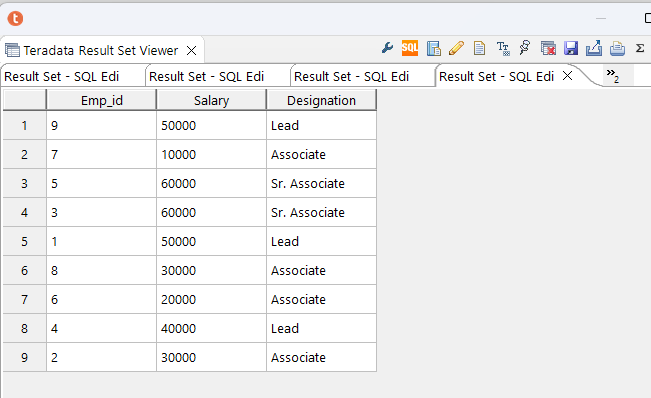 t
Teradata Result Set Viewer
SQL
Result Set - SQL Edi Result Set - SQL Edi Result Set - SQL Edi Result Set - SQL Edi » 2
Emp_id Salary Designation
1 9 50000 Lead
2 7 10000 Associate
3 5 60000 Sr. Associate
4 3 60000 Sr. Associate
5 1 50000 Lead
6 8 30000 Associate
7 6 20000 Associate
8 4 40000 Lead
9 2 30000 Associate